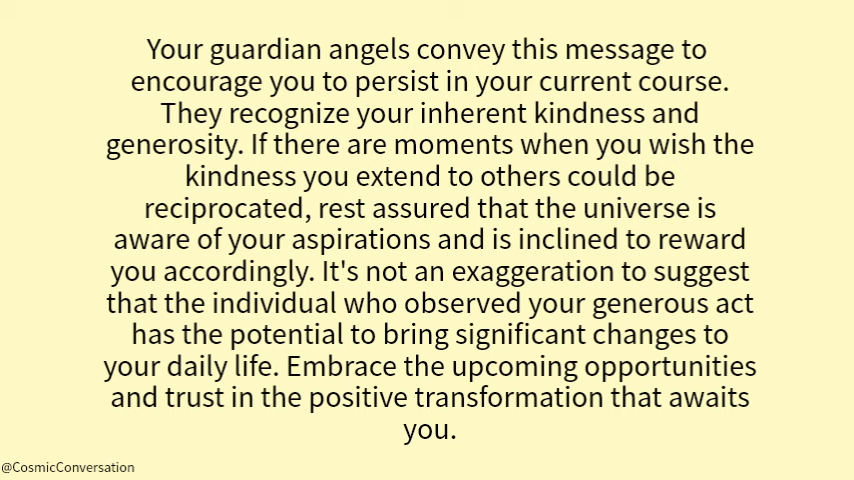 Your guardian angels convey this message to
encourage you to persist in your current course.
They recognize your inherent kindness and
generosity. If there are moments when you wish the
kindness you extend to others could be
reciprocated, rest assured that the universe is
aware of your aspirations and is inclined to reward
you accordingly. It's not an exaggeration to suggest
that the individual who observed your generous act
has the potential to bring significant changes to
your daily life. Embrace the upcoming opportunities
and trust in the positive transformation that awaits
you.
@CosmicConversation